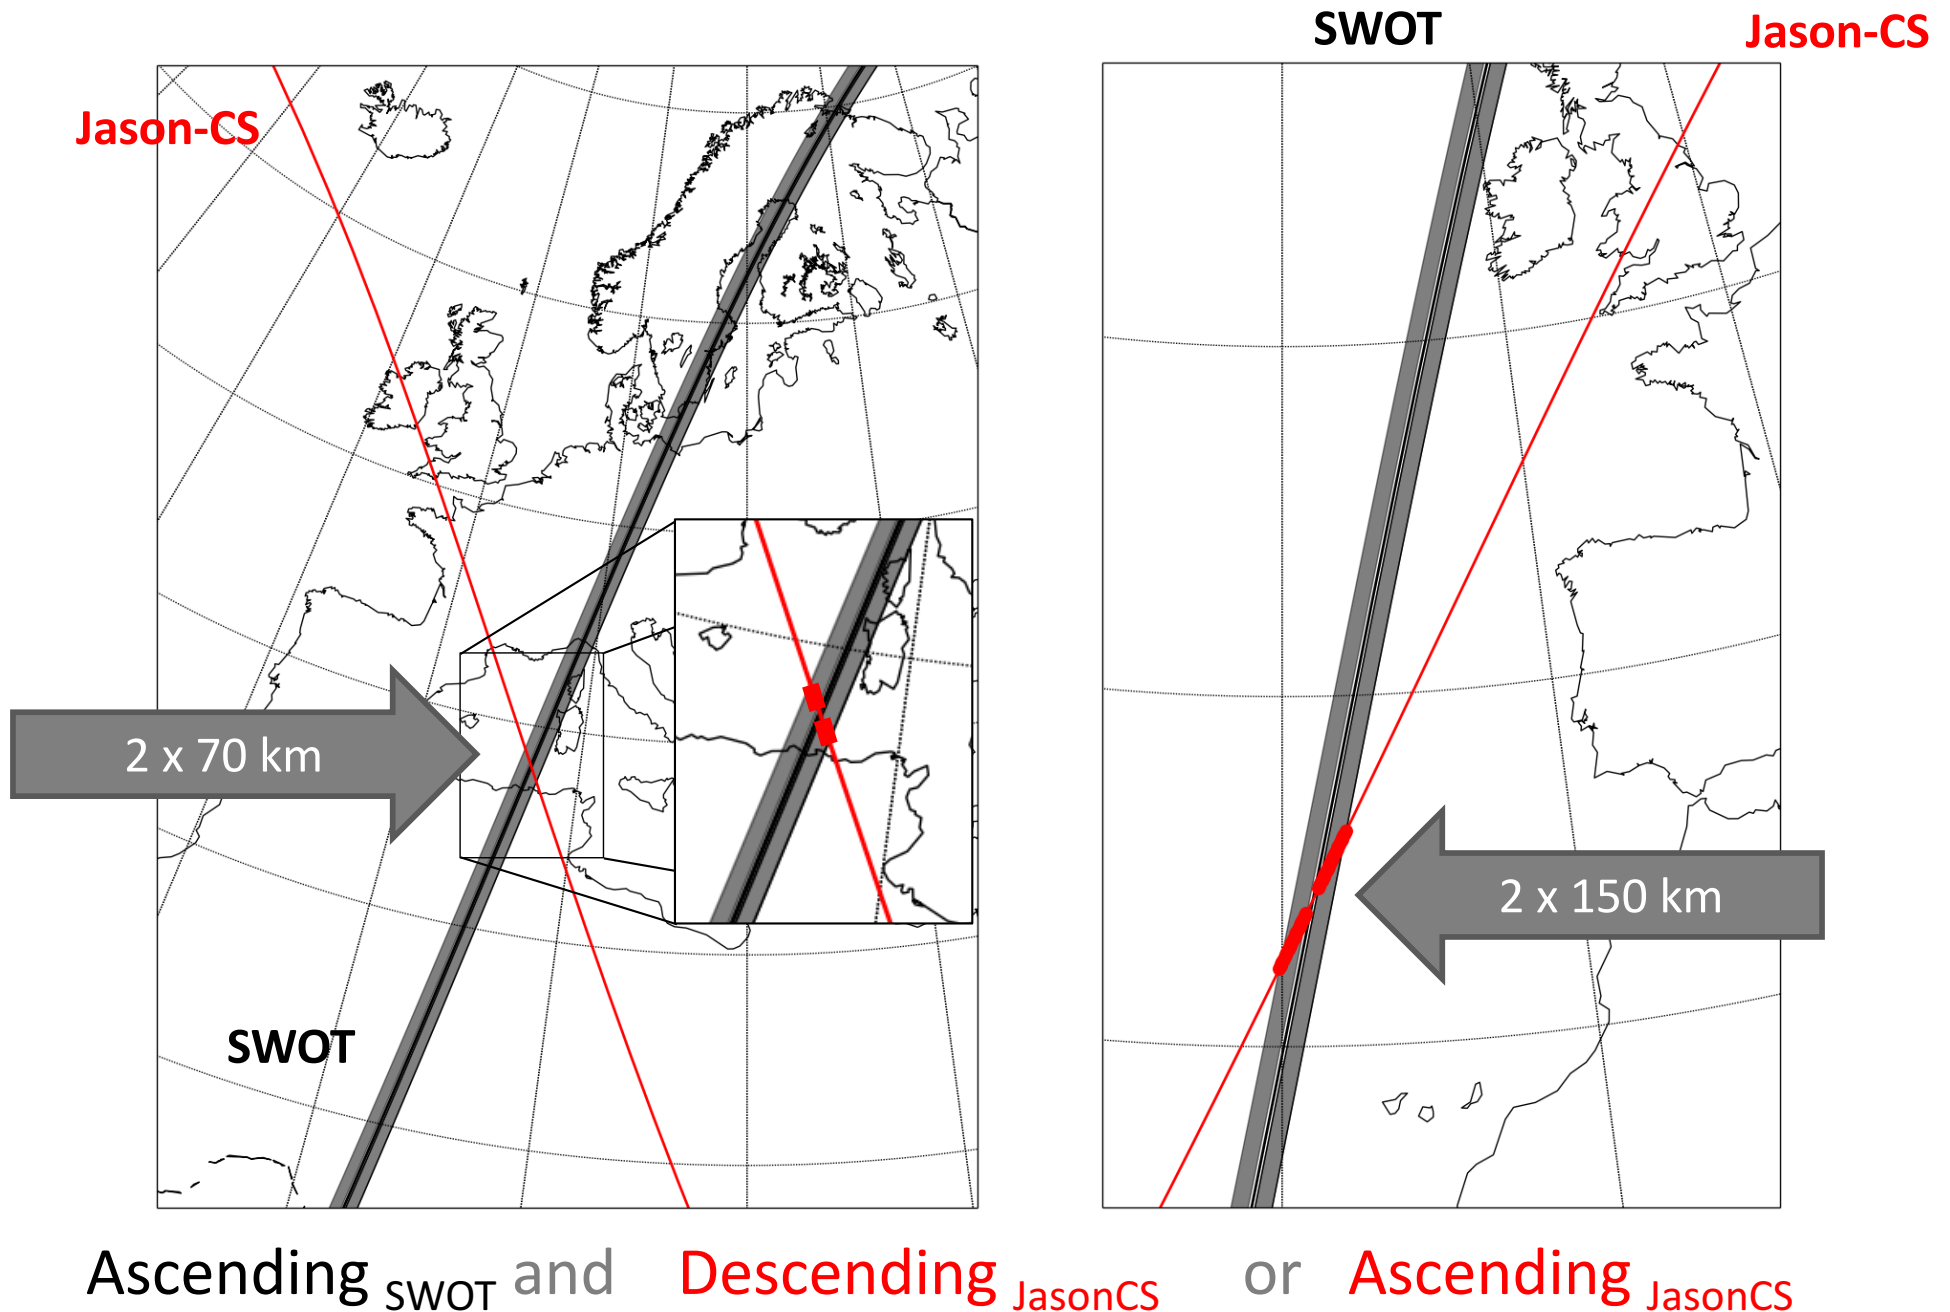 SWOT
Jason-CS
Jason-CS
2 x 70 km
2 x 150 km
SWOT
Ascending SWOT and Descending JasonCS or Ascending JasonCS